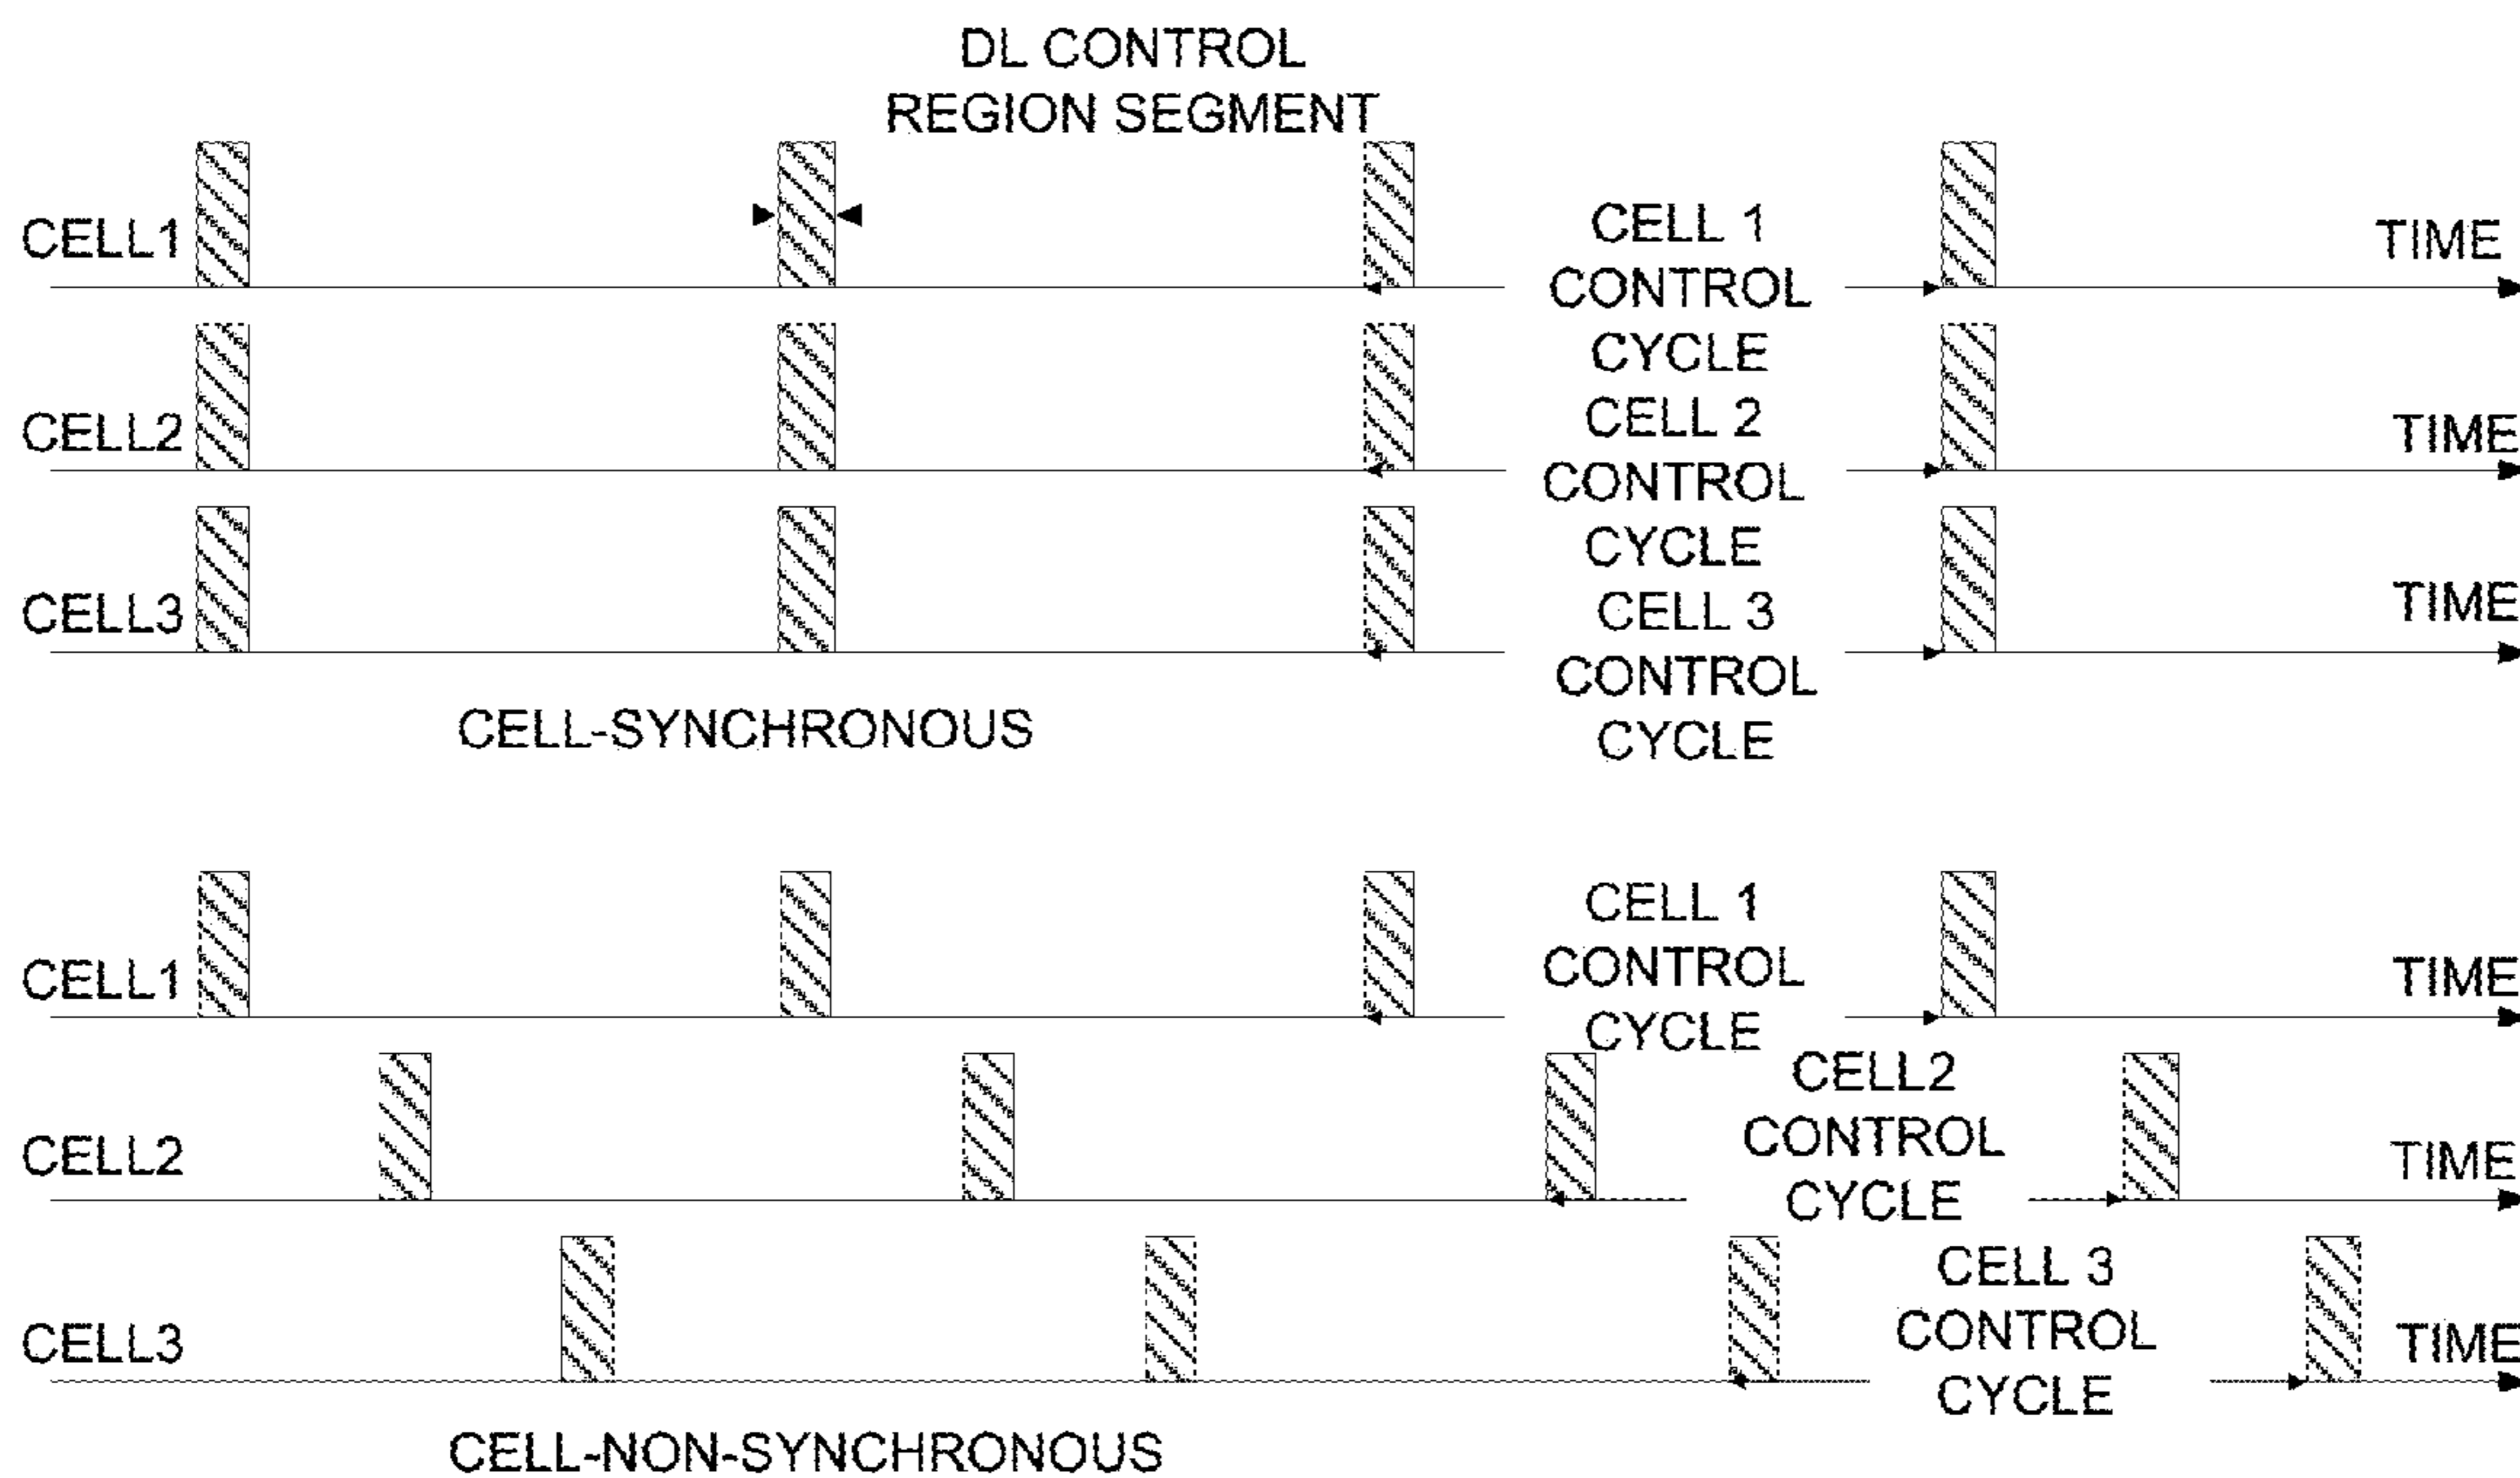 DL CONTROL
REGION SEGMENT
CELL1
CELL 1
CONTROL
CYCLE
TIME
CELL2
CELL 2
CONTROL
CYCLE
TIME
CELL3
CELL 3
CONTROL
CYCLE
TIME
CELL-SYNCHRONOUS
CELL1
CELL 1
CONTROL
CYCLE
TIME
CELL2
CELL2
CONTROL
CYCLE
TIME
CELL3
CELL 3
CONTROL
CYCLE
TIME
CELL-NON-SYNCHRONOUS